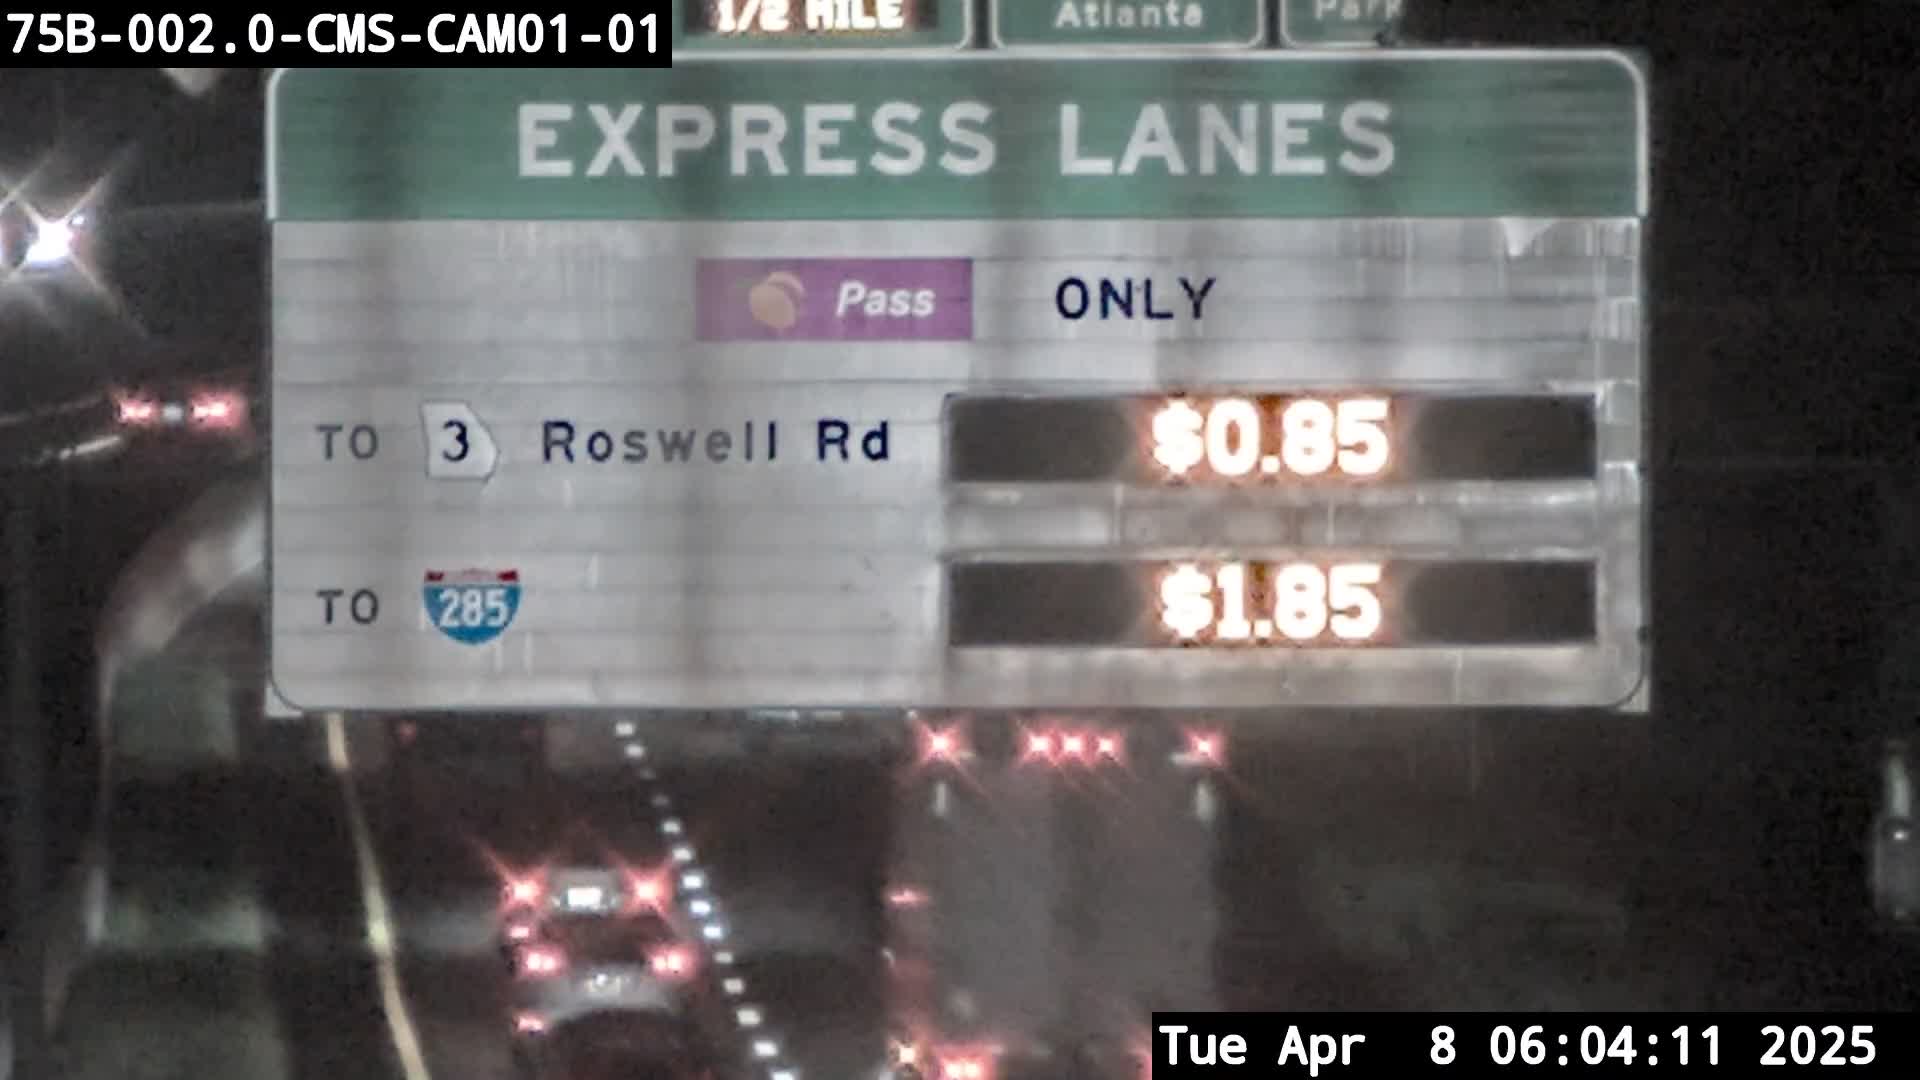 75B-002.0-CMS-CAM01-01
1/2 MILE
Atlanta
Park
EXPRESS LANES
Pass ONLY
TO 3 Roswell Rd $0.85
TO 285 $1.85
Tue Apr 8 06:04:11 2025